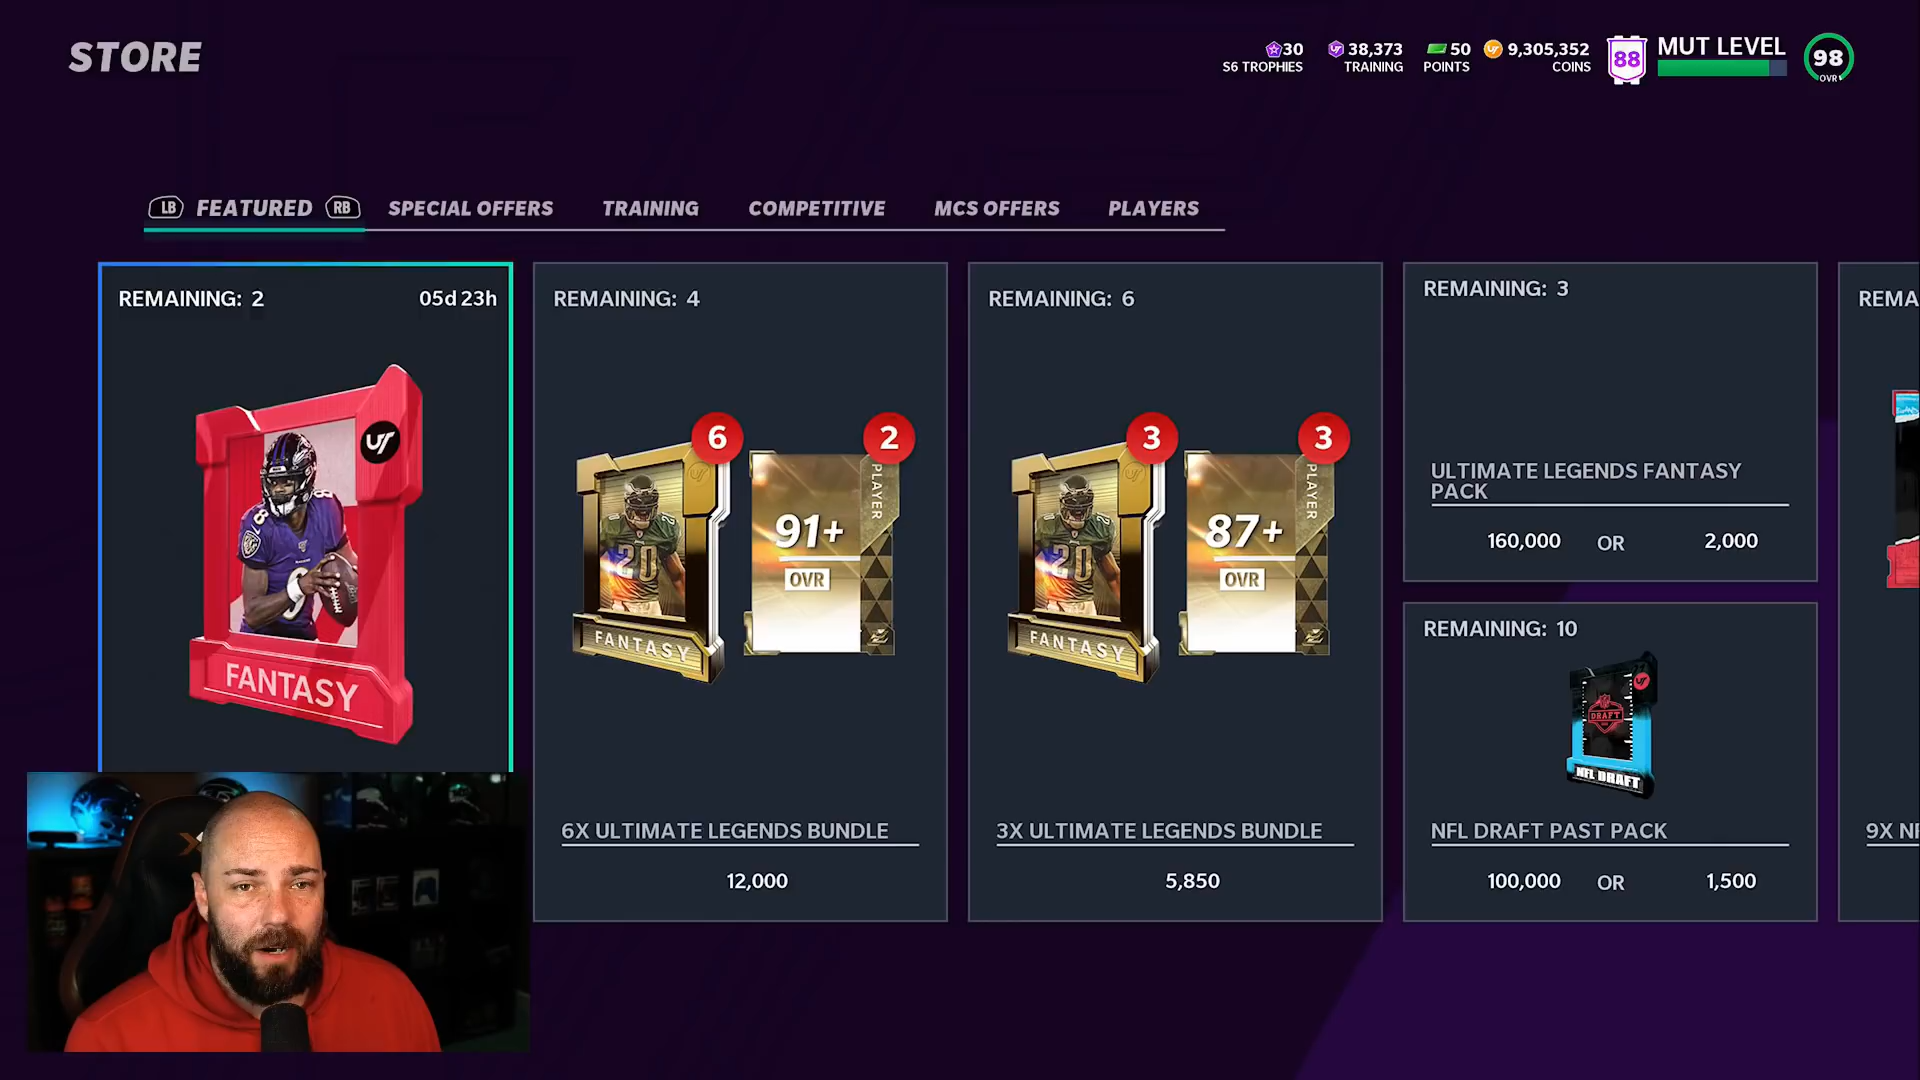 STORE
30
S6 TROPHIES
38,373
TRAINING
50
POINTS
9,305,352
COINS
88
MUT LEVEL
98
OVR
LB FEATURED RB
SPECIAL OFFERS
TRAINING
COMPETITIVE
MCS OFFERS
PLAYERS
REMAINING: 2
05d 23h
8
FANTASY
REMAINING: 4
6
2
20
FANTASY
PLAYER
91+
OVR
6X ULTIMATE LEGENDS BUNDLE
12,000
REMAINING: 6
3
3
20
FANTASY
PLAYER
87+
OVR
3X ULTIMATE LEGENDS BUNDLE
5,850
REMAINING: 3
ULTIMATE LEGENDS FANTASY
PACK
160,000 OR 2,000
REMAINING: 10
DRAFT
NFL DRAFT
NFL DRAFT PAST PACK
100,000 OR 1,500
REMA
9X N